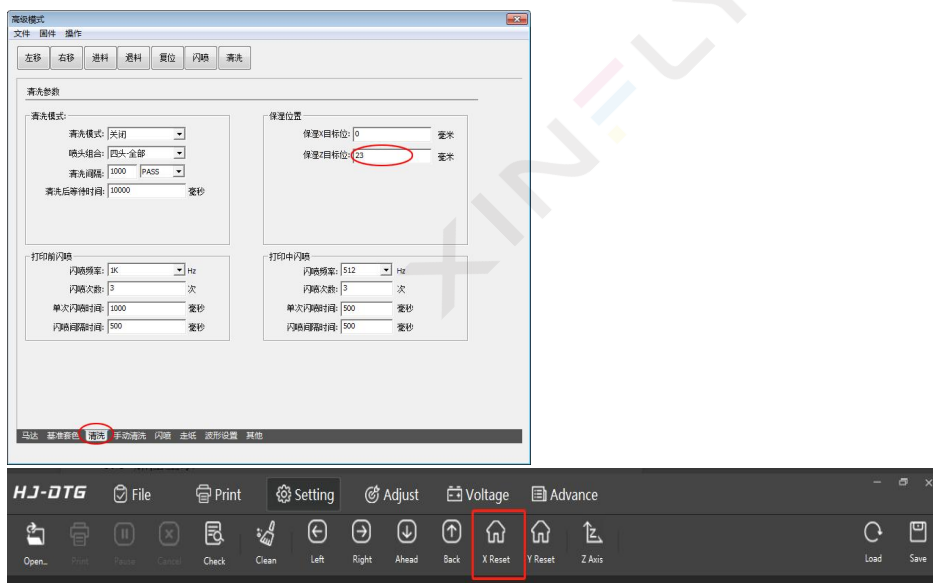 高级模式
文件 固件 操作
左移 右移 进料 退料 复位 闪喷 清洗
清洗参数
清洗模式:
清洗模式: 关闭
喷头组合: 四头-全部
清洗间隔: 1000 PASS
清洗后等待时间: 10000 毫秒
保湿位置
保湿X目标位: 0 毫米
保湿Z目标位: 23 毫米
打印前闪喷
闪喷频率: 1K Hz
闪喷次数: 3 次
单次闪喷时间: 1000 毫秒
闪喷间隔时间: 500 毫秒
打印中闪喷
闪喷频率: 512 Hz
闪喷次数: 3 次
单次闪喷时间: 500 毫秒
闪喷间隔时间: 500 毫秒
马达 基准套色 清洗 手动清洗 闪喷 走纸 波形设置 其他
XINFLY
HJ-DTG File Print Setting Adjust Voltage Advance
Open.. Print Pause Cancel Check Clean Left Right Ahead Back X Reset Y Reset Z Axis Load Save